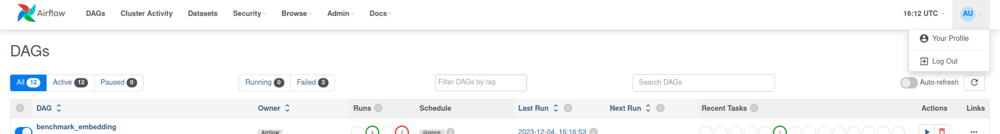 Airflow DAGs Cluster Activity Datasets Security Browse Admin Docs 16:12 UTC AU
Your Profile
DAGs
Log Out
All 12 Active 12 Paused 0 Running 0 Failed 3 Filter DAGs by tag Search DAGs Auto-refresh
DAG Owner Runs Schedule Last Run Next Run Recent Tasks Actions Links
benchmark_embedding
Airflow 4 3 @once 2023-12-04, 16:16:53 1